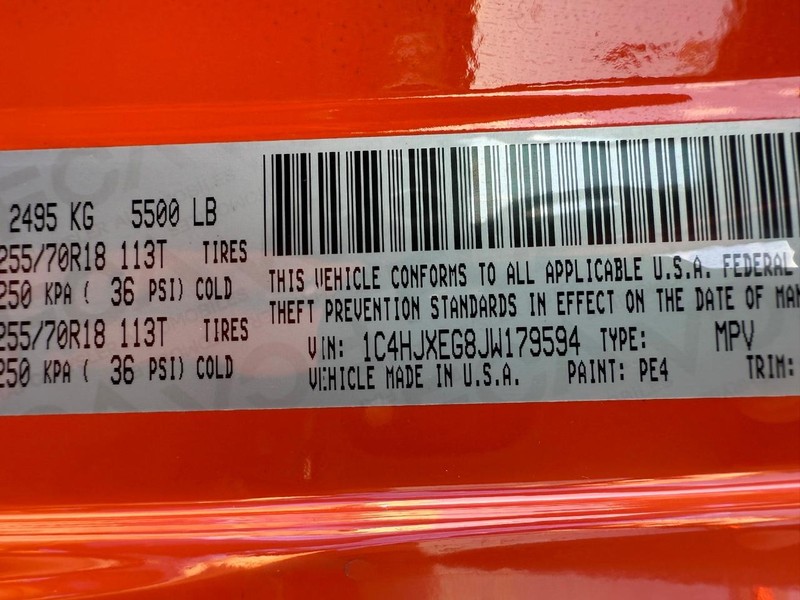 2495 KG 5500 LB
255/70R18 113T TIRES
250 KPA ( 36 PSI) COLD
255/70R18 113T TIRES
250 KPA ( 36 PSI) COLD
THIS VEHICLE CONFORMS TO ALL APPLICABLE U.S.A. FEDERAL
THEFT PREVENTION STANDARDS IN EFFECT ON THE DATE OF MAN
VIN: 1C4HJXEG8JW179594 TYPE: MPV
VEHICLE MADE IN U.S.A. PAINT: PE4 TRIM: